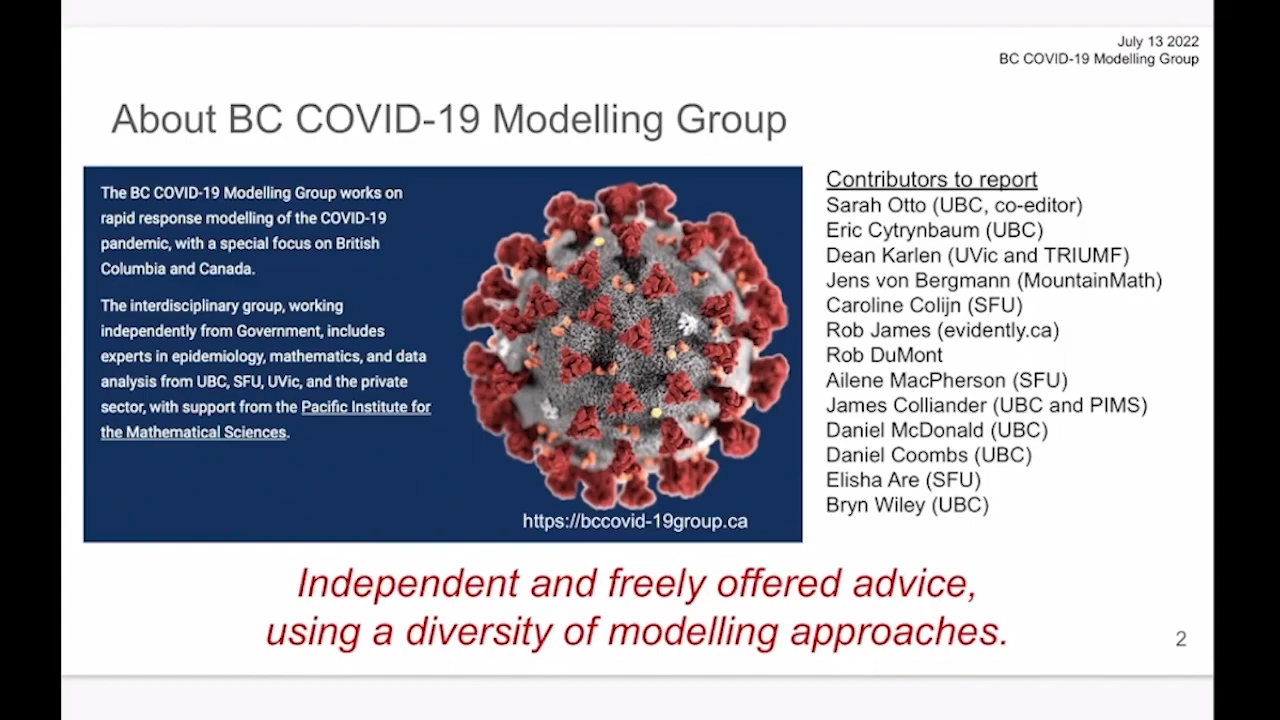 July 13 2022
BC COVID-19 Modelling Group
About BC COVID-19 Modelling Group
The BC COVID-19 Modelling Group works on
rapid response modelling of the COVID-19
pandemic, with a special focus on British
Columbia and Canada.
The interdisciplinary group, working
independently from Government, includes
experts in epidemiology, mathematics, and data
analysis from UBC, SFU, UVic, and the private
sector, with support from the Pacific Institute for
the Mathematical Sciences.
https://bccovid-19group.ca
Contributors to report
Sarah Otto (UBC, co-editor)
Eric Cytrynbaum (UBC)
Dean Karlen (UVic and TRIUMF)
Jens von Bergmann (MountainMath)
Caroline Colijn (SFU)
Rob James (evidently.ca)
Rob DuMont
Ailene MacPherson (SFU)
James Colliander (UBC and PIMS)
Daniel McDonald (UBC)
Daniel Coombs (UBC)
Elisha Are (SFU)
Bryn Wiley (UBC)
Independent and freely offered advice,
using a diversity of modelling approaches.
2